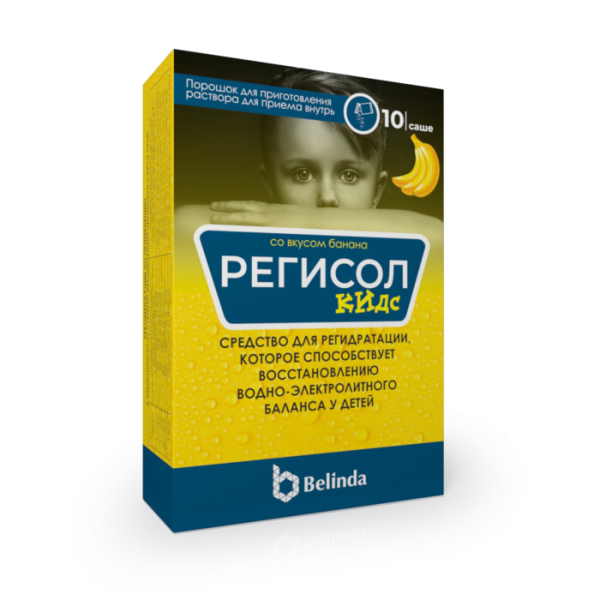 Порошок для приготовления
раствора для приема внутрь
10 саше
со вкусом банана
РЕГИСОЛ
КИДС
СРЕДСТВО ДЛЯ РЕГИДРАТАЦИИ,
КОТОРОЕ СПОСОБСТВУЕТ
ВОССТАНОВЛЕНИЮ
ВОДНО-ЭЛЕКТРОЛИТНОГО
БАЛАНСА У ДЕТЕЙ
Belinda